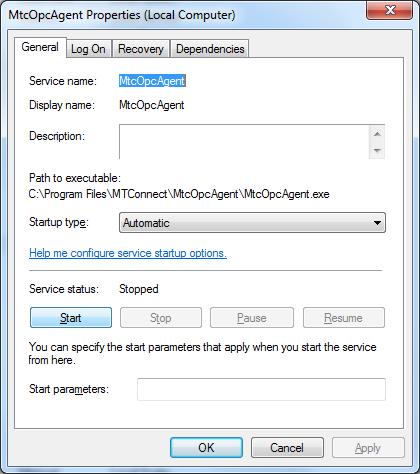 MtcOpcAgent Properties (Local Computer)
General Log On Recovery Dependencies
Service name: MtcOpcAgent
Display name: MtcOpcAgent
Description:
Path to executable:
C:\Program Files\MTConnect\MtcOpcAgent\MtcOpcAgent.exe
Startup type: Automatic
Help me configure service startup options.
Service status: Stopped
Start Stop Pause Resume
You can specify the start parameters that apply when you start the service
from here.
Start parameters:
OK Cancel Apply